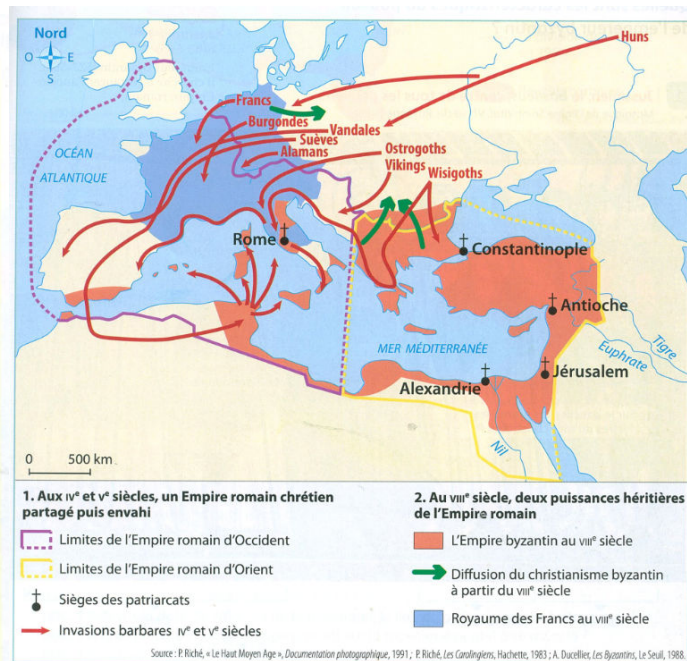 Nord
O E
S
Huns
Francs
Burgondes
Vandales
Suèves
Alamans
Ostrogoths
Vikings
Wisigoths
OCÉAN
ATLANTIQUE
Rome
Constantinople
Antioche
MER MÉDITERRANÉE
Tigre
Euphrate
Jérusalem
Alexandrie
Nil
0 500 km
1. Aux IVe et Ve siècles, un Empire romain chrétien
partagé puis envahi
Limites de l'Empire romain d'Occident
Limites de l'Empire romain d'Orient
Sièges des patriarcats
Invasions barbares IVe et Ve siècles
2. Au VIIIe siècle, deux puissances héritières
de l'Empire romain
L'Empire byzantin au VIIIe siècle
Diffusion du christianisme byzantin
à partir du VIIIe siècle
Royaume des Francs au VIIIe siècle
Source : P. Riché, « Le Haut Moyen Age », Documentation photographique, 1991 ; P. Riché, Les Carolingiens, Hachette, 1983 ; A. Ducellier, Les Byzantins, Le Seuil, 1988.